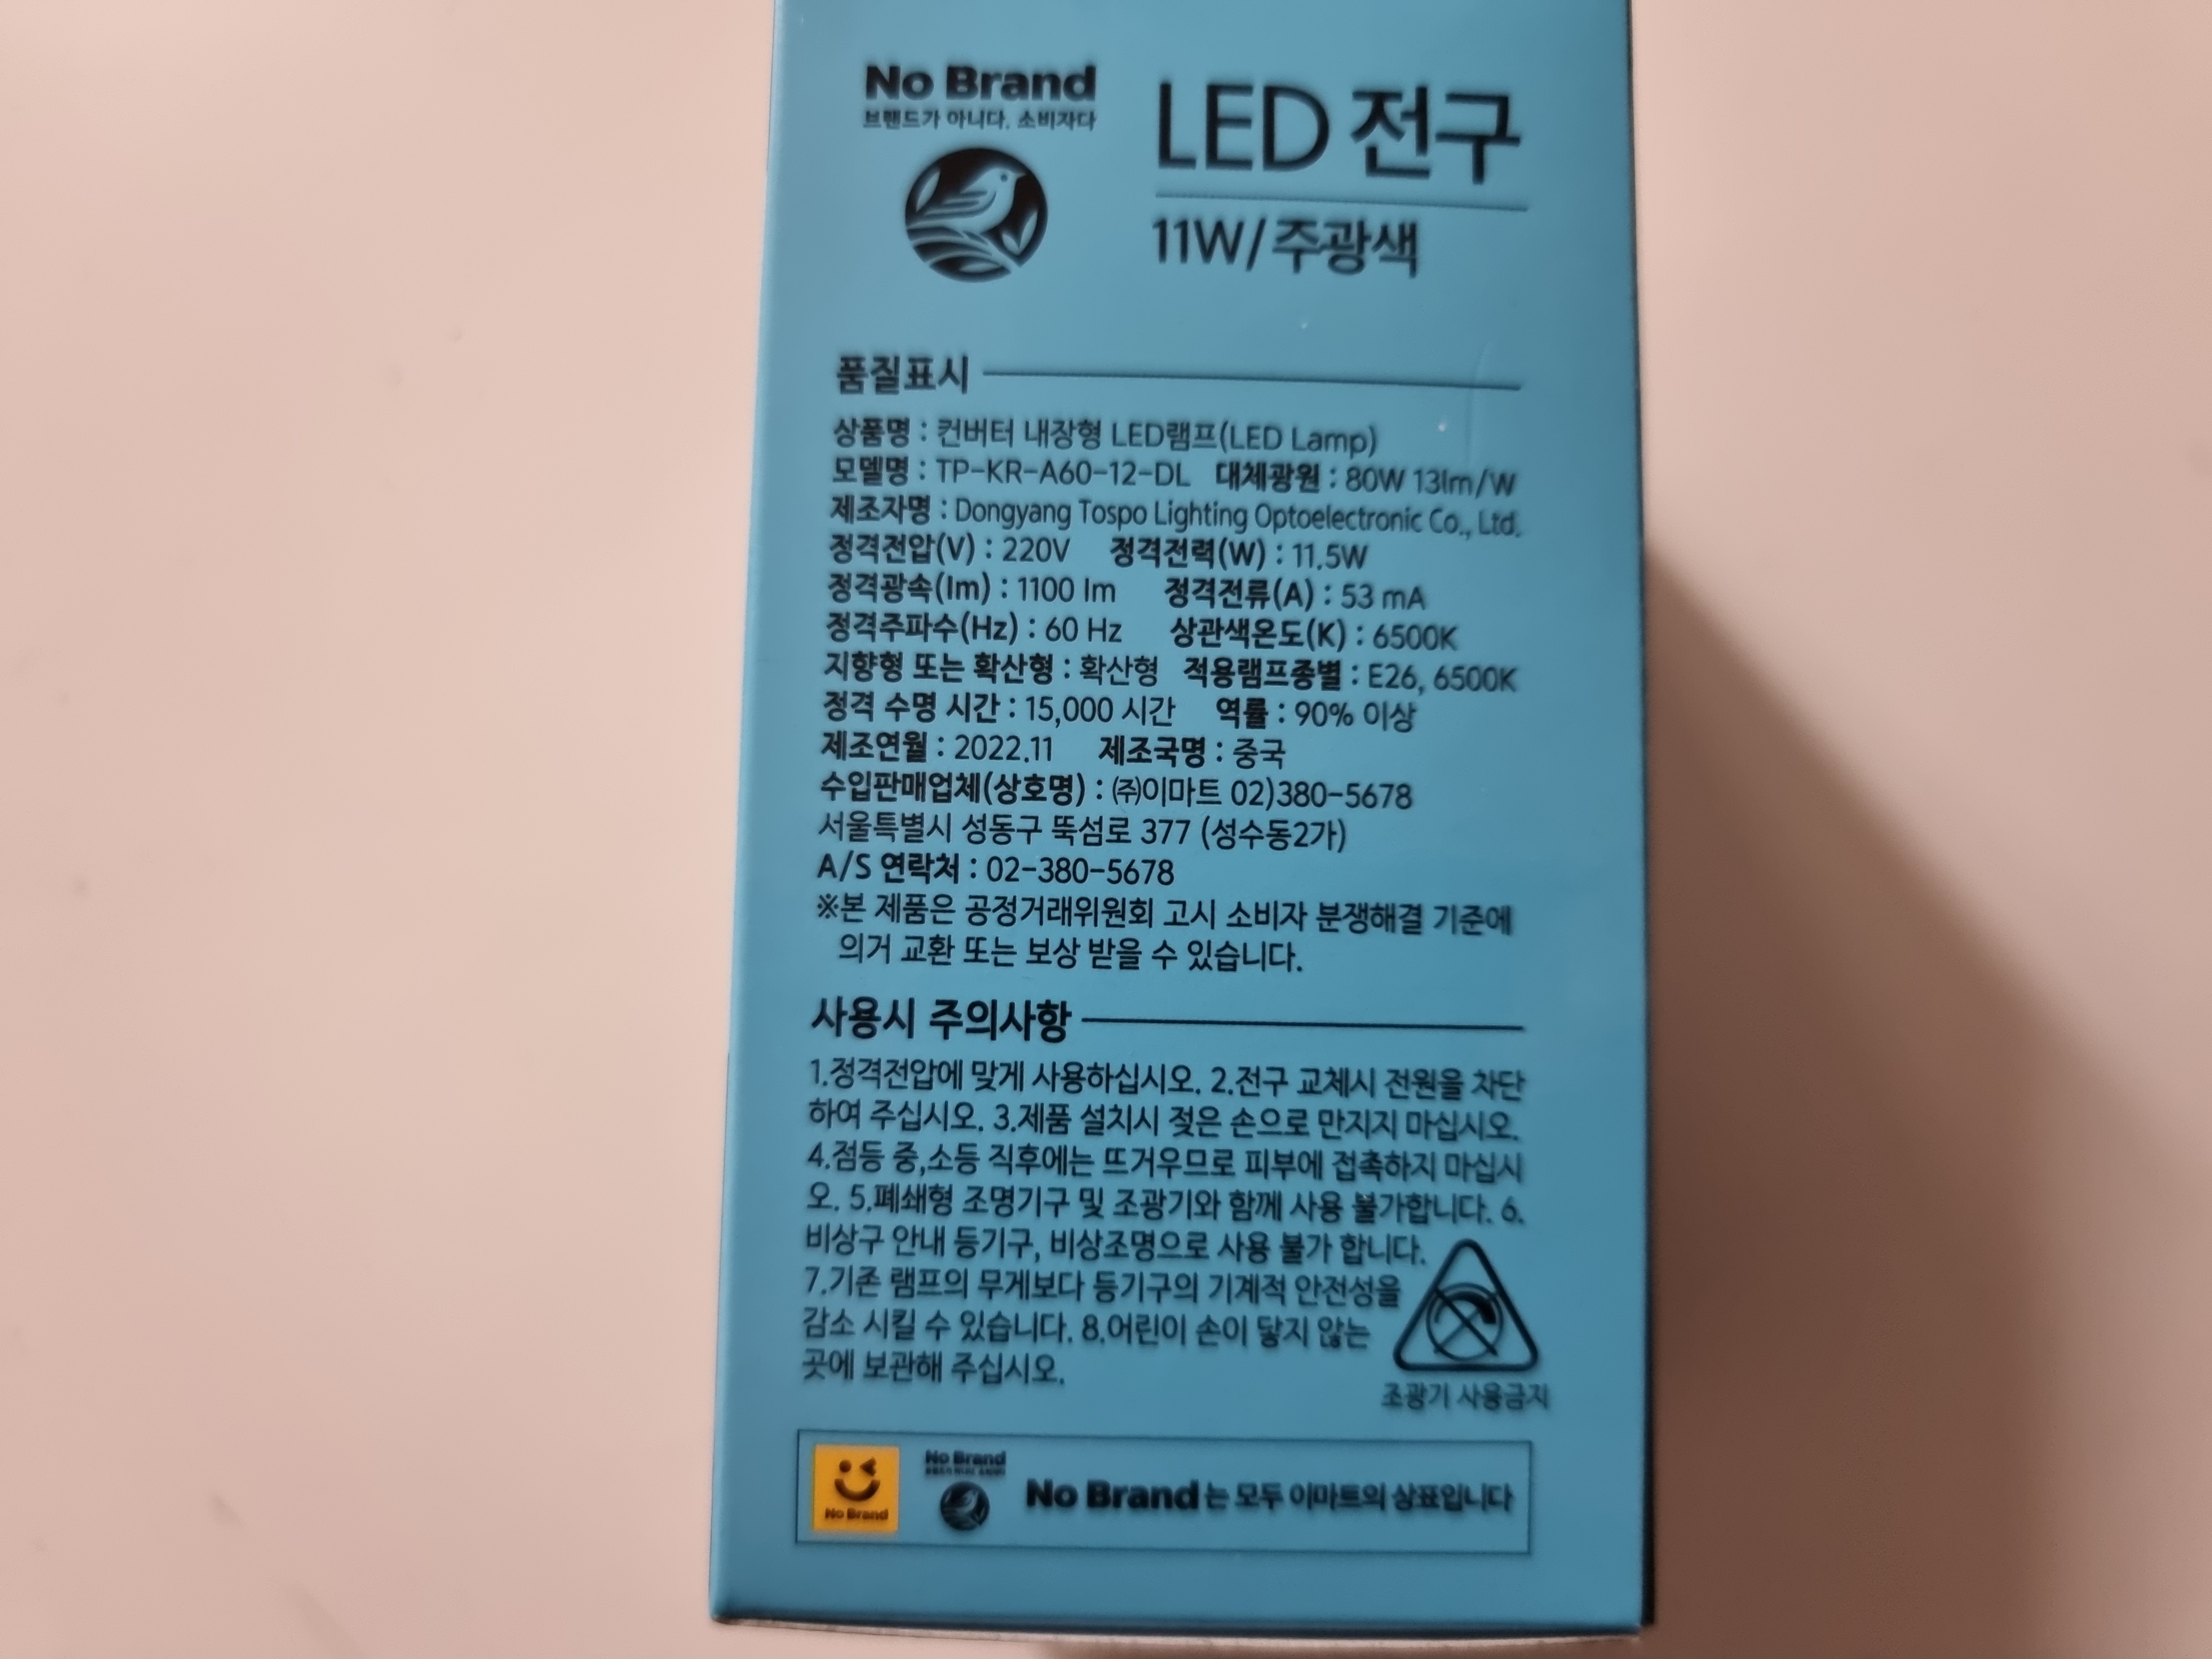 No Brand
브랜드가 아니다. 소비자다
LED 전구
11W/주광색
품질표시
상품명 : 컨버터 내장형 LED램프(LED Lamp)
모델명 : TP-KR-A60-12-DL 대체광원 : 80W 13lm/W
제조자명 : Dongyang Tospo Lighting Optoelectronic Co., Ltd.
정격전압(V) : 220V 정격전력(W) : 11.5W
정격광속(lm) : 1100 lm 정격전류(A) : 53 mA
정격주파수(Hz) : 60 Hz 상관색온도(K) : 6500K
지향형 또는 확산형 : 확산형 적용램프종별 : E26, 6500K
정격 수명 시간 : 15,000 시간 역률 : 90% 이상
제조연월 : 2022.11 제조국명 : 중국
수입판매업체(상호명) : ㈜이마트 02)380-5678
서울특별시 성동구 뚝섬로 377 (성수동2가)
A/S 연락처 : 02-380-5678
※본 제품은 공정거래위원회 고시 소비자 분쟁해결 기준에
의거 교환 또는 보상 받을 수 있습니다.
사용시 주의사항
1.정격전압에 맞게 사용하십시오. 2.전구 교체시 전원을 차단
하여 주십시오. 3.제품 설치시 젖은 손으로 만지지 마십시오.
4.점등 중,소등 직후에는 뜨거우므로 피부에 접촉하지 마십시
오. 5.폐쇄형 조명기구 및 조광기와 함께 사용 불가합니다. 6.
비상구 안내 등기구, 비상조명으로 사용 불가 합니다.
7.기존 램프의 무게보다 등기구의 기계적 안전성을
감소 시킬 수 있습니다. 8.어린이 손이 닿지 않는
곳에 보관해 주십시오.
조광기 사용금지
No Brand
No Brand
브랜드가 아니다. 소비자다
No Brand는 모두 이마트의 상표입니다